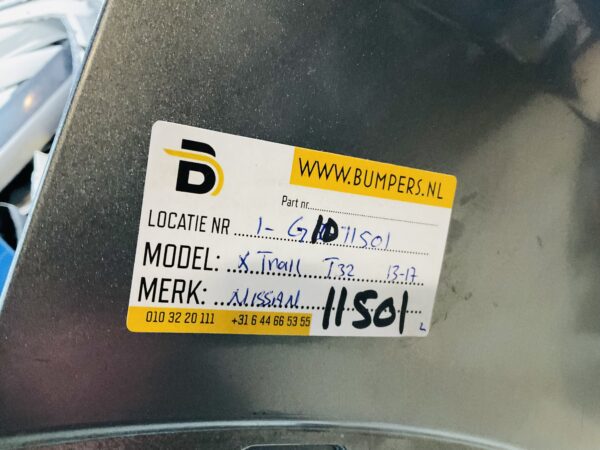 B
WWW.BUMPERS.NL
Part nr.
LOCATIE NR 1-G10 11501
MODEL: X Trail T32 13-17
MERK: NISSAN 11501 L
010 32 20 111 +31 6 44 66 53 55